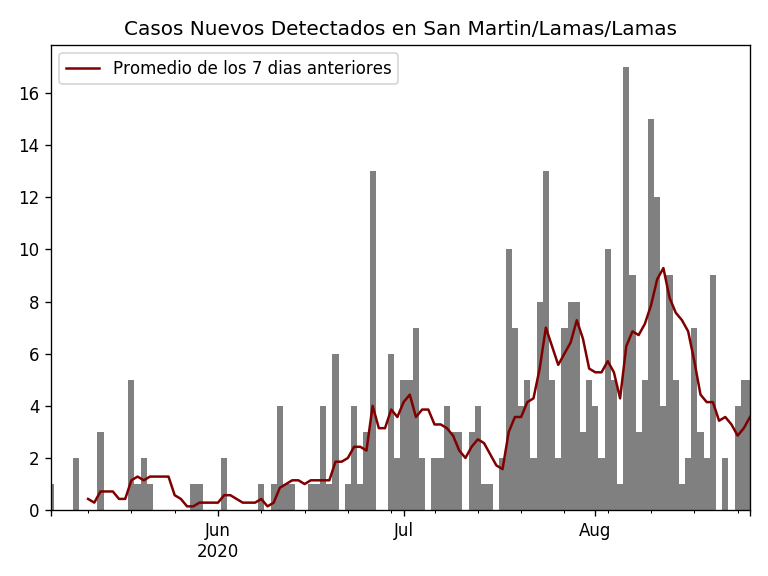 Casos Nuevos Detectados en San Martin/Lamas/Lamas
Promedio de los 7 dias anteriores
16
14
12
10
8
6
4
2
0
Jun
2020
Jul
Aug